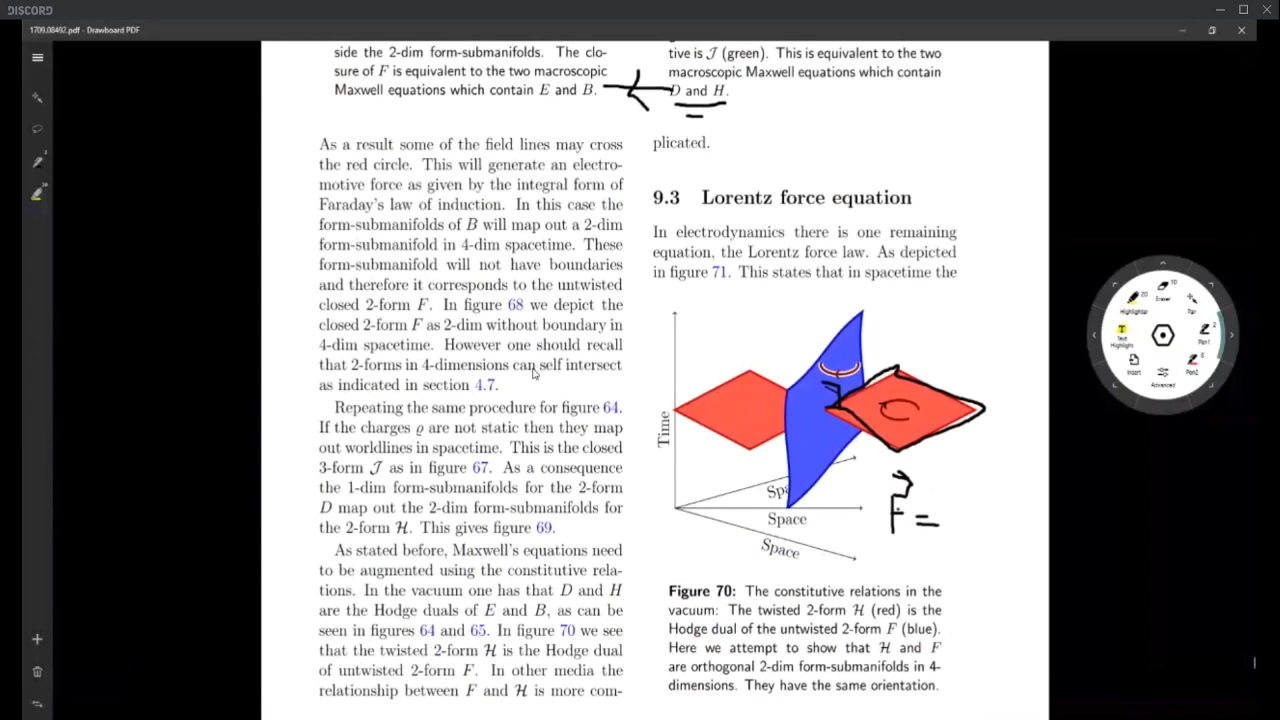 DISCORD
1709.08492.pdf - Drawboard PDF
side the 2-dim form-submanifolds. The clo-
sure of F is equivalent to the two macroscopic
Maxwell equations which contain E and B.
As a result some of the field lines may cross
the red circle. This will generate an electro-
motive force as given by the integral form of
Faraday's law of induction. In this case the
form-submanifolds of B will map out a 2-dim
form-submanifold in 4-dim spacetime. These
form-submanifold will not have boundaries
and therefore it corresponds to the untwisted
closed 2-form F. In figure 68 we depict the
closed 2-form F as 2-dim without boundary in
4-dim spacetime. However one should recall
that 2-forms in 4-dimensions can self intersect
as indicated in section 4.7.
Repeating the same procedure for figure 64.
If the charges ϱ are not static then they map
out worldlines in spacetime. This is the closed
3-form 𝒥 as in figure 67. As a consequence
the 1-dim form-submanifolds for the 2-form
D map out the 2-dim form-submanifolds for
the 2-form ℋ. This gives figure 69.
As stated before, Maxwell's equations need
to be augmented using the constitutive rela-
tions. In the vacuum one has that D and H
are the Hodge duals of E and B, as can be
seen in figures 64 and 65. In figure 70 we see
that the twisted 2-form ℋ is the Hodge dual
of untwisted 2-form F. In other media the
relationship between F and ℋ is more com-
tive is 𝒥 (green). This is equivalent to the two
macroscopic Maxwell equations which contain
D and H.
plicated.
9.3 Lorentz force equation
In electrodynamics there is one remaining
equation, the Lorentz force law. As depicted
in figure 71. This states that in spacetime the
Time
Space
Space
F =
Figure 70: The constitutive relations in the
vacuum: The twisted 2-form ℋ (red) is the
Hodge dual of the untwisted 2-form F (blue).
Here we attempt to show that ℋ and F
are orthogonal 2-dim form-submanifolds in 4-
dimensions. They have the same orientation.
Highlighter
Eraser
Pan
Text
Highlight
Pen1
Insert
Pen2
Advanced